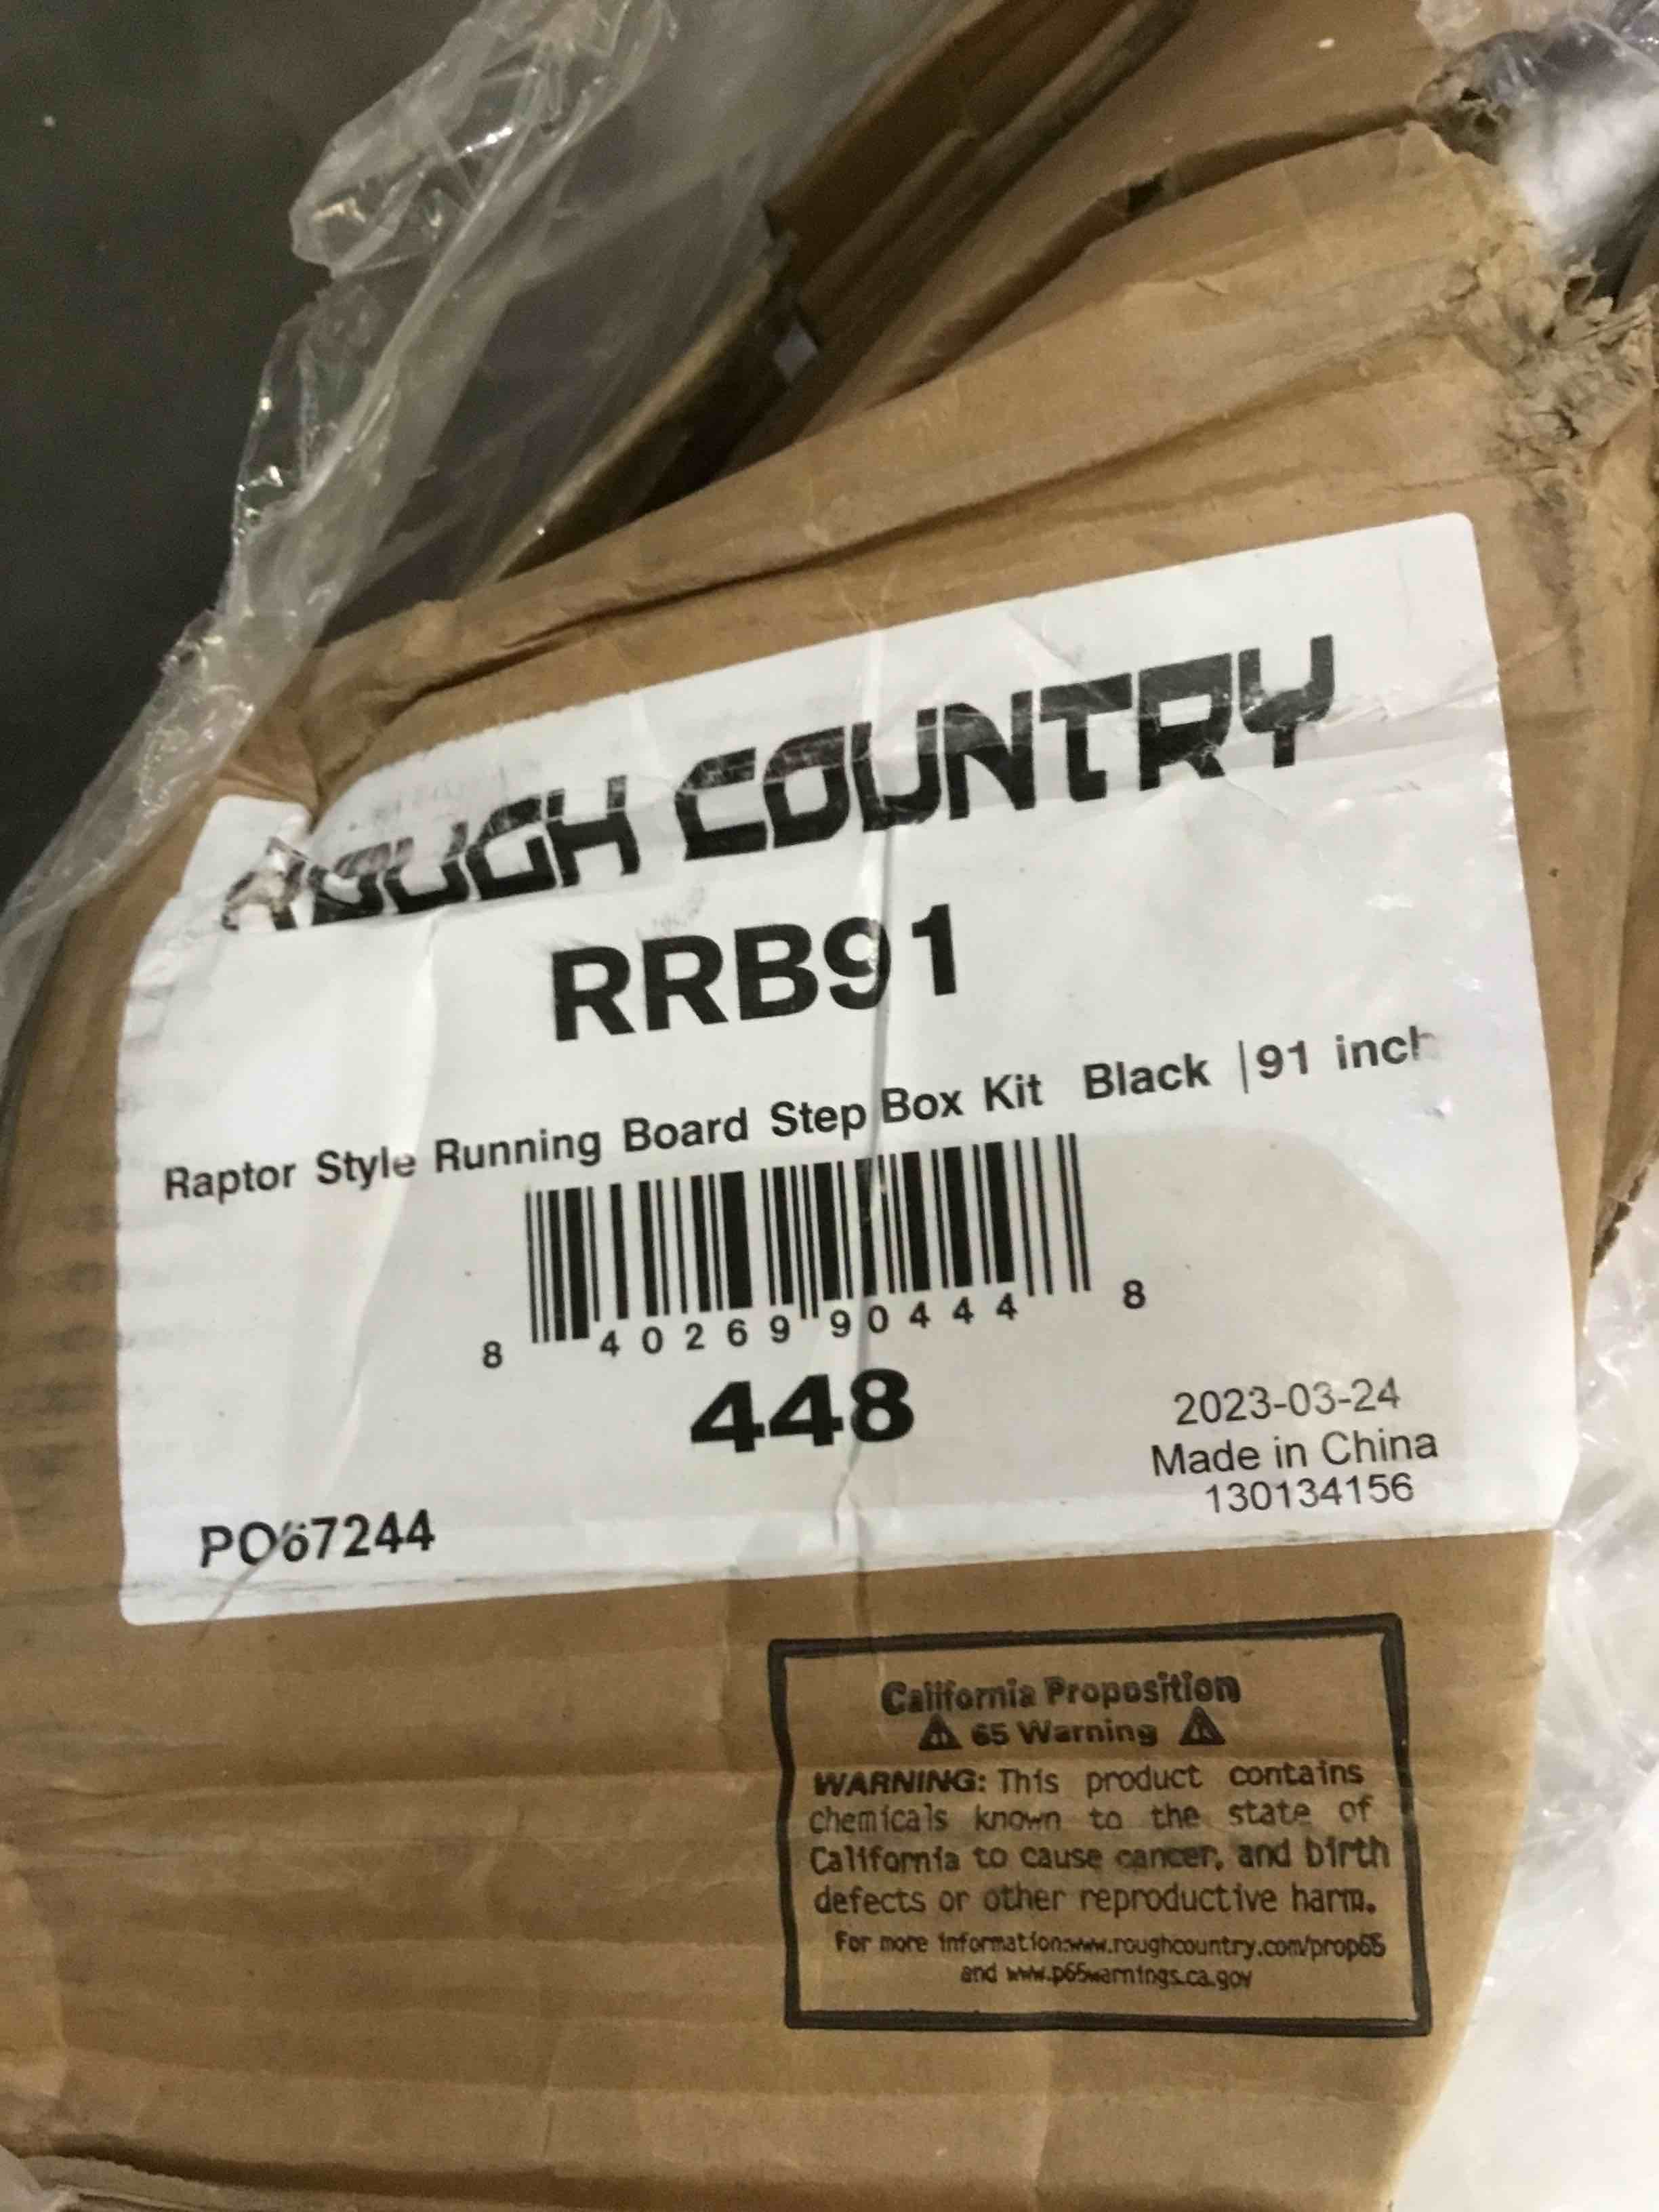 ROUGH COUNTRY
RRB91
Raptor Style Running Board Step Box Kit Black |91 inch
8 40269 90444 8
448
2023-03-24
Made in China
130134156
PO67244
California Proposition
65 Warning
WARNING: This product contains
chemicals known to the state of
California to cause cancer, and birth
defects or other reproductive harm.
For more information:www.roughcountry.com/prop65
and www.p65warnings.ca.gov